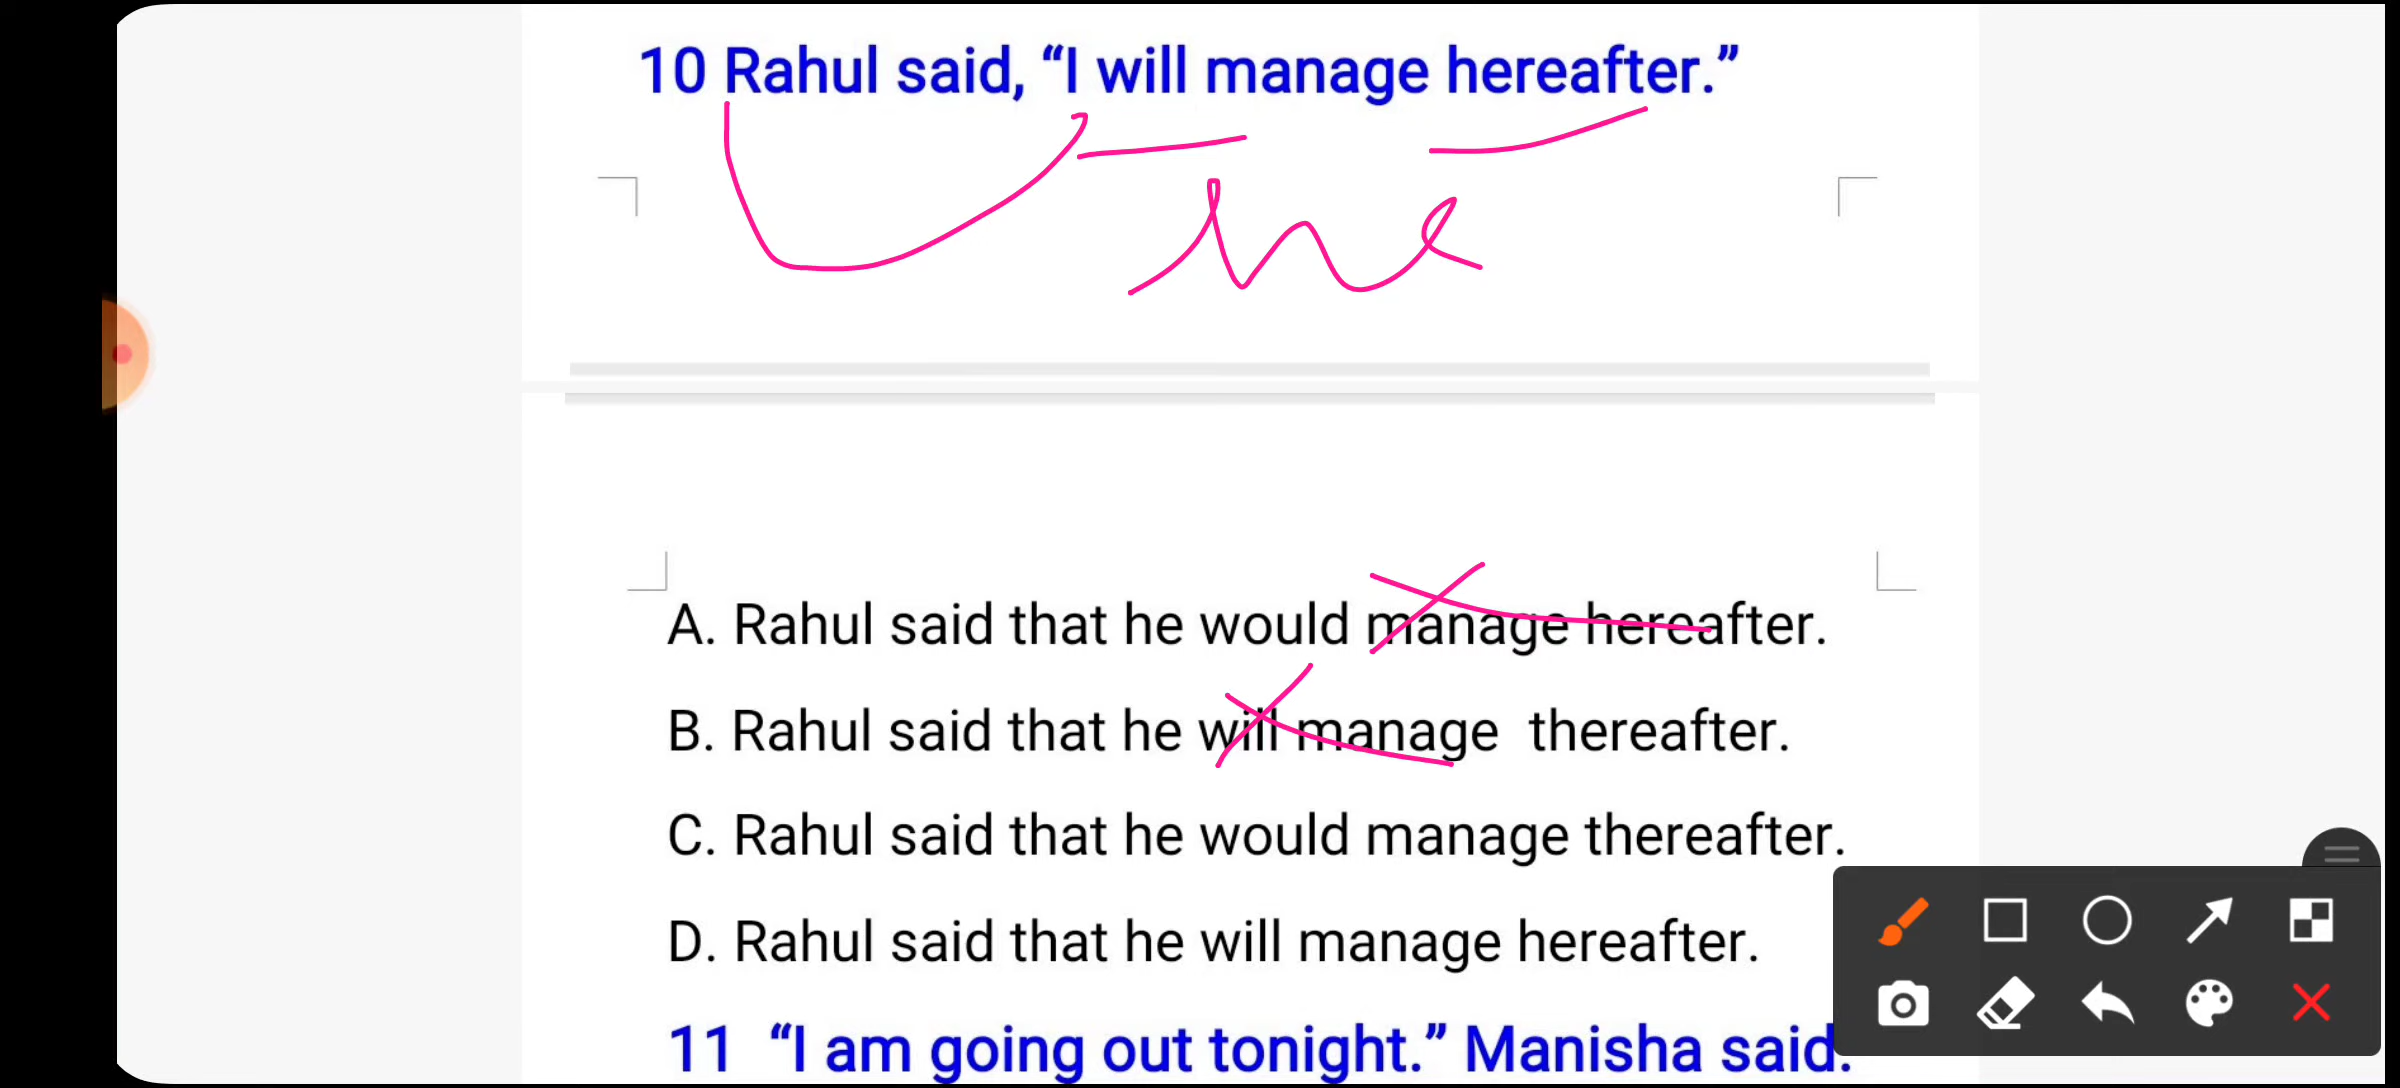 10 Rahul said, “I will manage hereafter.”
he
A. Rahul said that he would manage hereafter.
B. Rahul said that he will manage thereafter.
C. Rahul said that he would manage thereafter.
D. Rahul said that he will manage hereafter.
11 “I am going out tonight.” Manisha said.